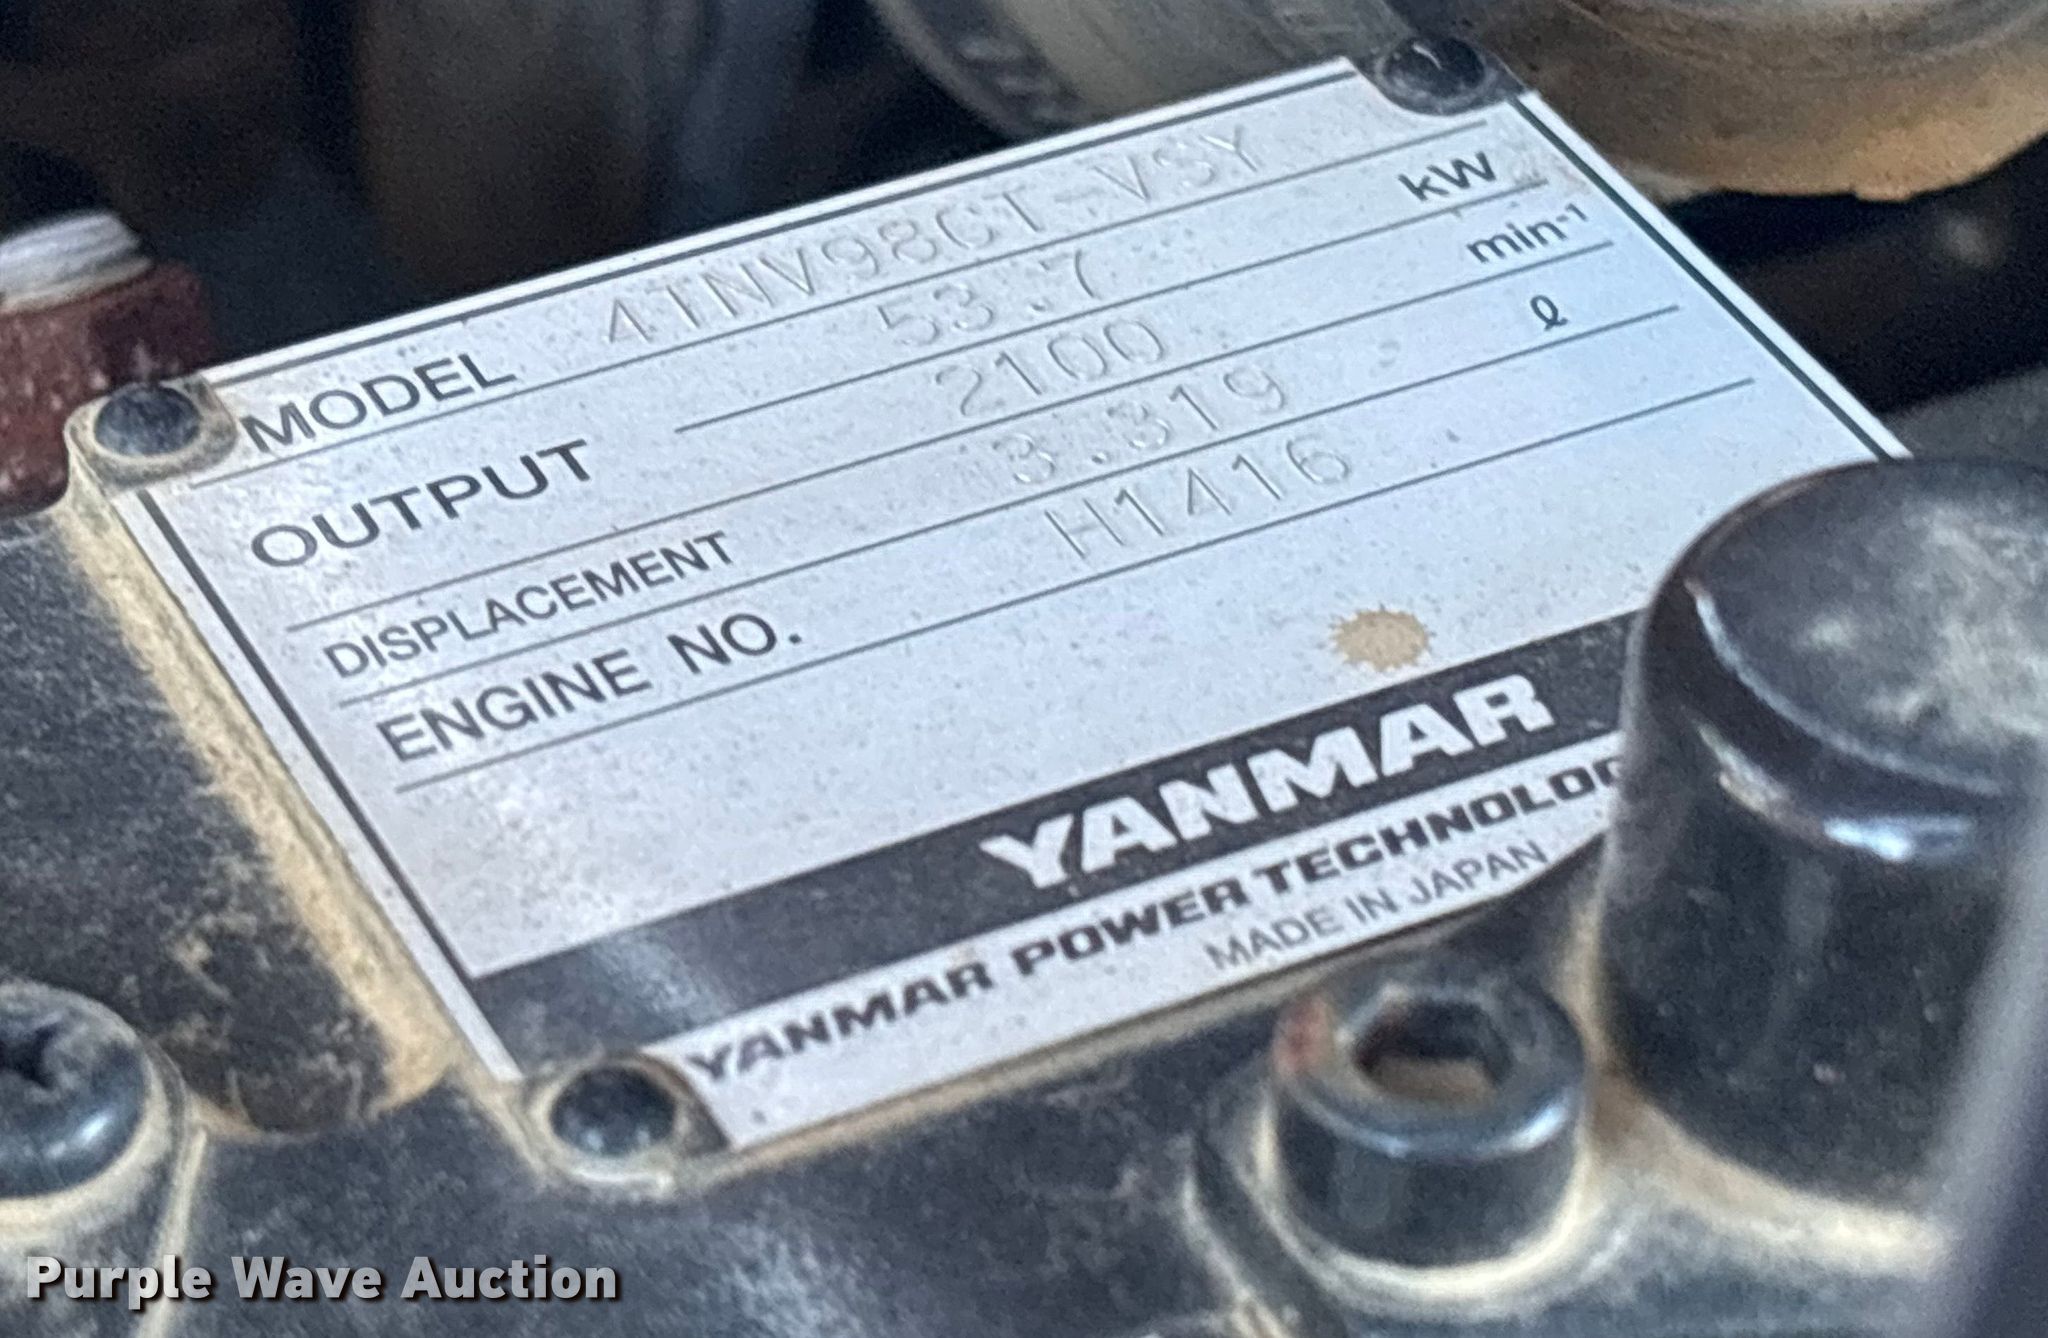 MODEL 4TNV98CT-VSY
OUTPUT 53.7 kW
2100 min-1
DISPLACEMENT 3.319 ℓ
ENGINE NO. H1416
YANMAR
YANMAR POWER TECHNOLOG
MADE IN JAPAN
Purple Wave Auction